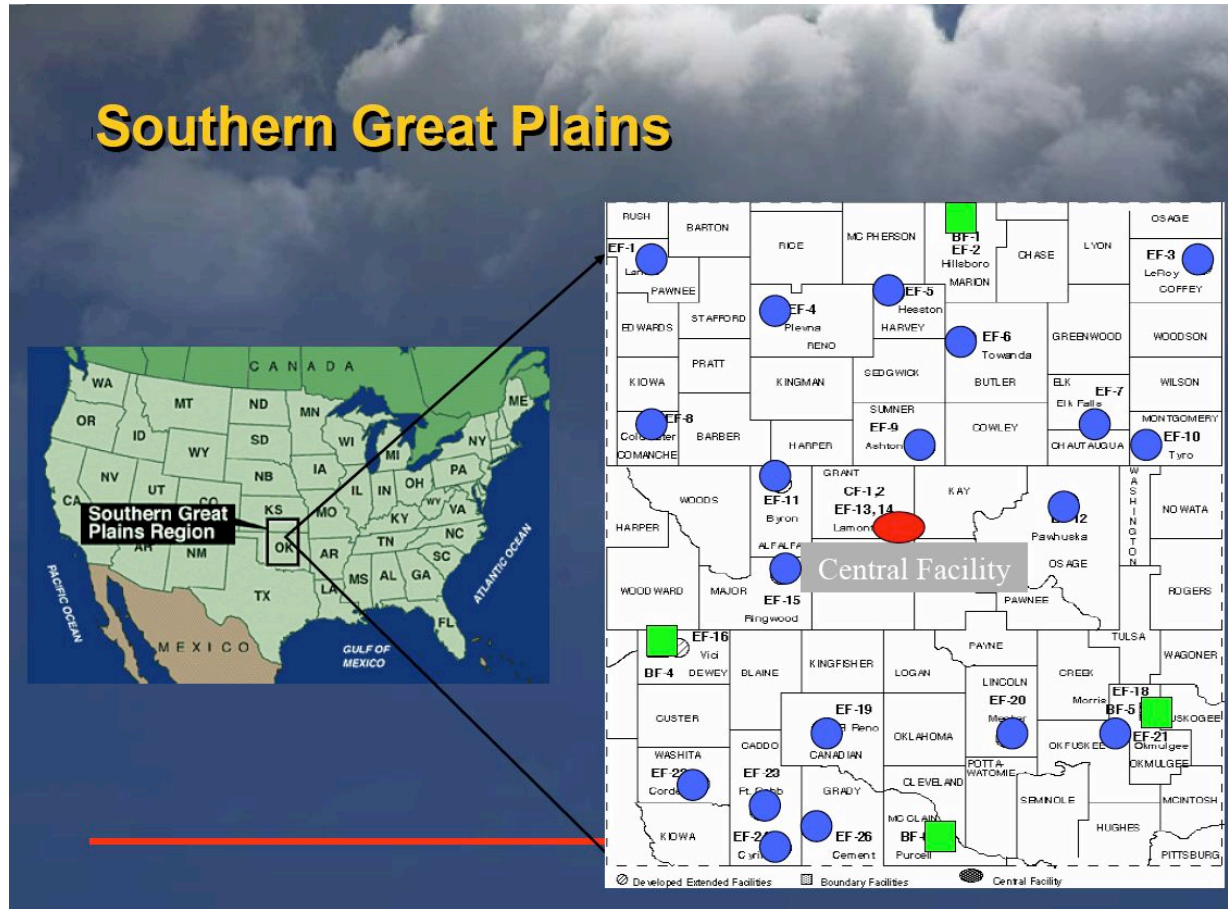 Southern Great Plains
CANADA
WA
MT
ND
MN
ME
OR
ID
SD
WI
MI
NY
WY
NV
UT
CO
NB
IA
IL
IN
OH
PA
CA
KS
MO
KY
WV
VA
Southern Great
Plains Region
AR
NM
OK
AR
TN
NC
SC
TX
LA
MS
AL
GA
FL
PACIFIC OCEAN
ATLANTIC OCEAN
GULF OF
MEXICO
MEXICO
RUSH
BARTON
RICE
MC PHERSON
BF-1
EF-2
Hillsboro
MARION
CHASE
LYON
OSAGE
EF-1
PAWNEE
EF-3
LeRoy
COFFEY
EDWARDS
STAFFORD
EF-4
Plevna
RENO
EF-5
Hesston
HARVEY
EF-6
Towanda
GREENWOOD
WOODSON
KIOWA
PRATT
KINGMAN
SEDGWICK
BUTLER
ELK
EF-7
Elk Falls
WILSON
EF-8
COMANCHE
BARBER
HARPER
SUMNER
EF-9
Ashton
COWLEY
CHAUTAUQUA
MONTGOMERY
EF-10
Tyro
HARPER
WOODS
EF-11
Byron
ALFALFA
GRANT
CF-1,2
EF-13, 14
Lamont
KAY
Pawhuska
OSAGE
WASHINGTON
NOWATA
Central Facility
WOODWARD
MAJOR
EF-15
Ringwood
PAWNEE
ROGERS
EF-16
Vici
BF-4
DEWEY
BLAINE
KINGFISHER
LOGAN
PAYNE
TULSA
WAGONER
CREEK
LINCOLN
EF-20
Morris
EF-18
BF-5
CUSTER
EF-19
CANADIAN
OKLAHOMA
OKFUSKEE
EF-21
Okmulgee
OKMULGEE
WASHITA
CADDO
EF-23
GRADY
CLEVELAND
POTTA-
WATOMIE
SEMINOLE
MCINTOSH
KIOWA
EF-26
Cement
MC CLAIN
Purcell
HUGHES
PITTSBURG
Developed Extended Facilities
Boundary Facilities
Central Facility